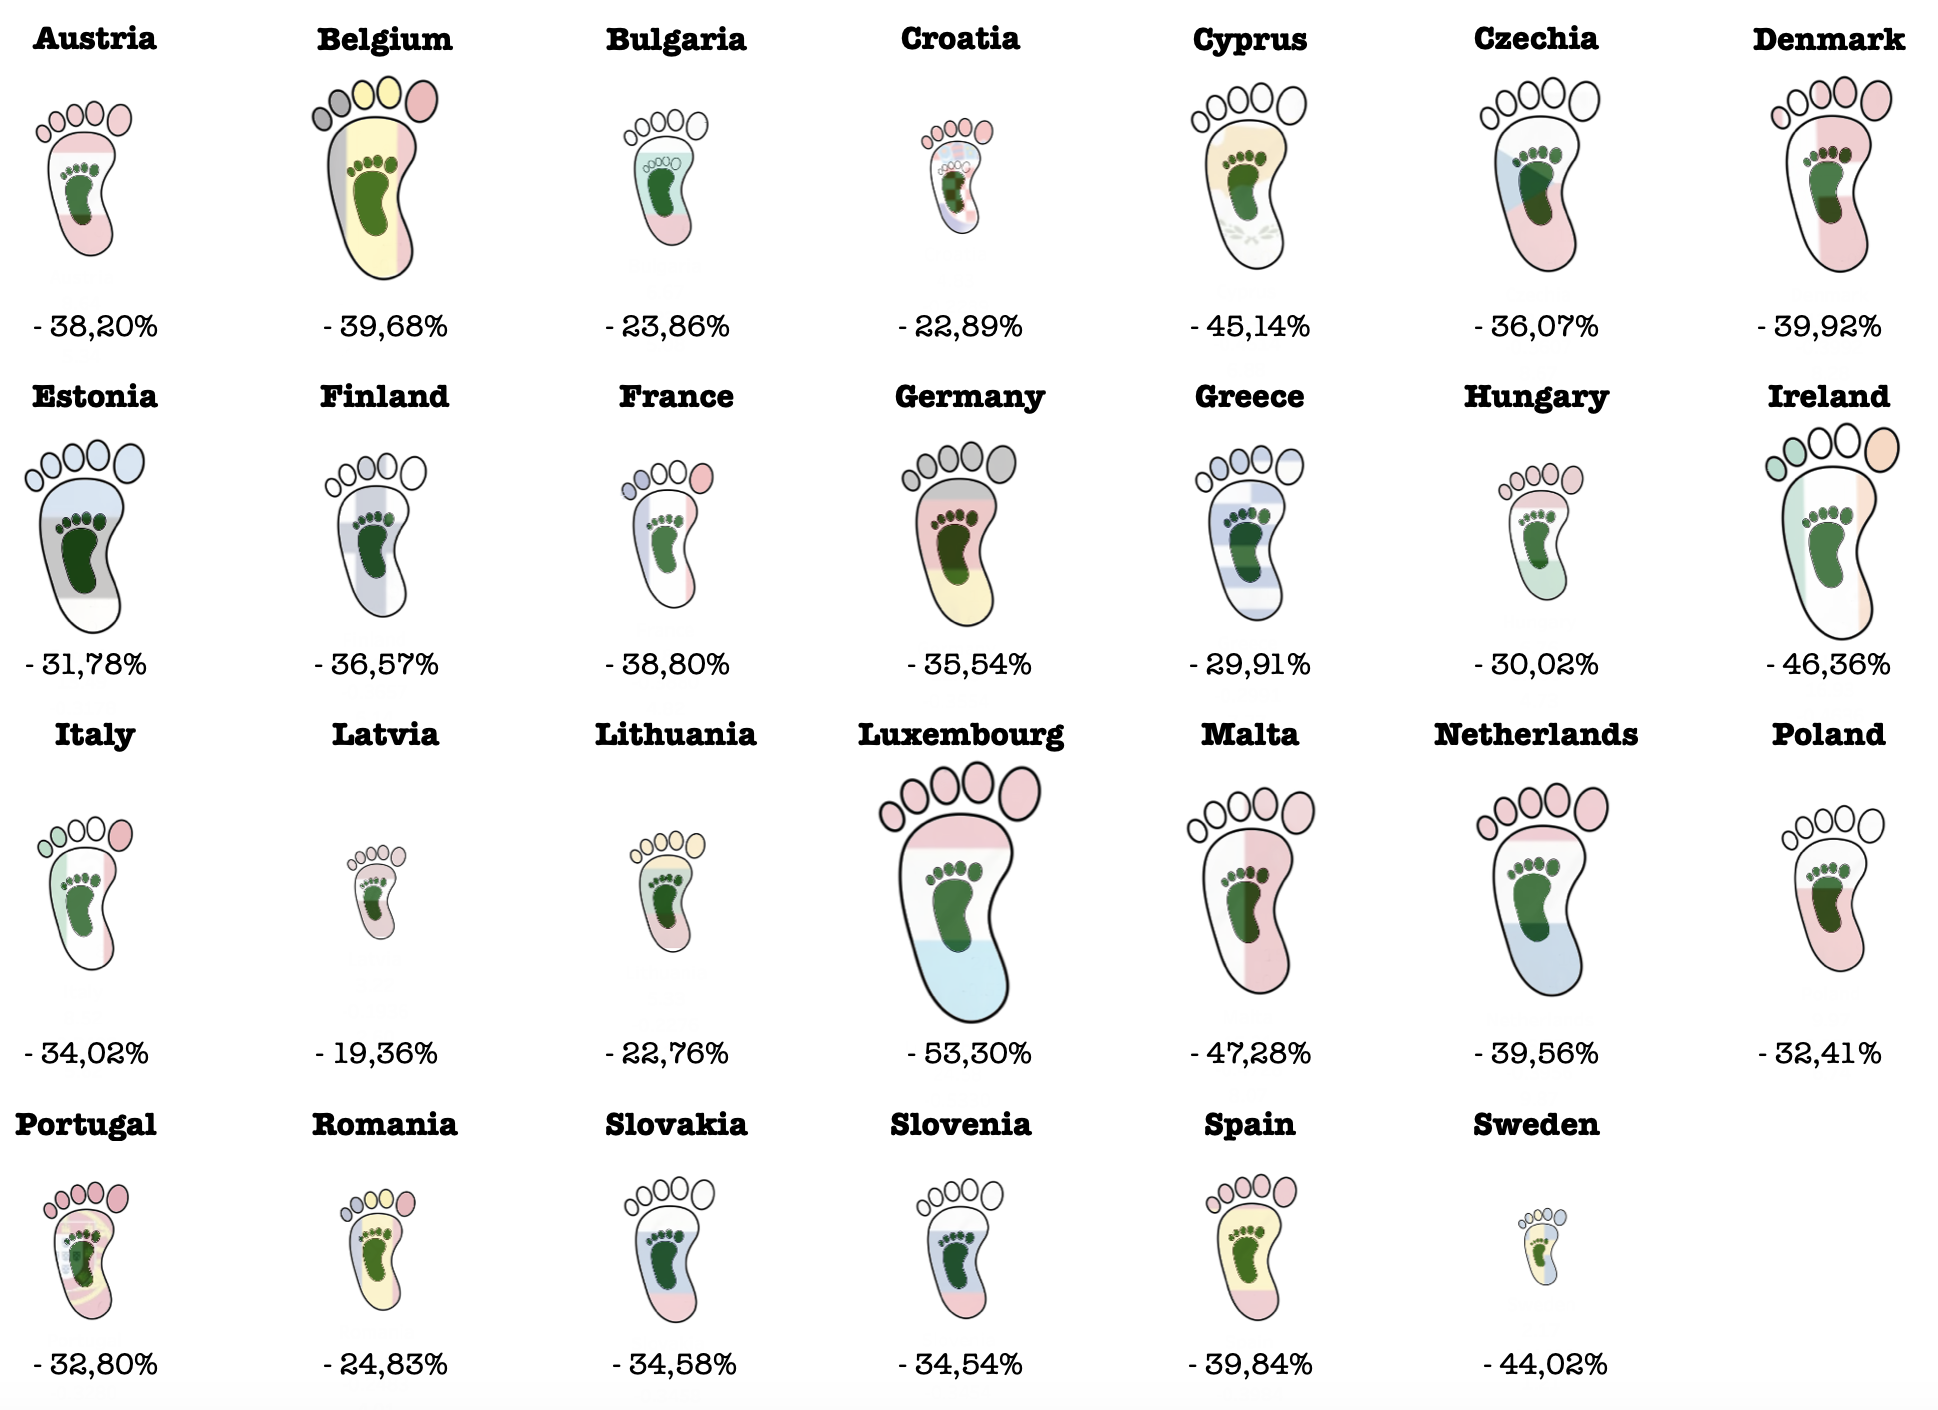 Austria Belgium Bulgaria Croatia Cyprus Czechia Denmark
- 38,20% - 39,68% - 23,86% - 22,89% - 45,14% - 36,07% - 39,92%
Estonia Finland France Germany Greece Hungary Ireland
- 31,78% - 36,57% - 38,80% - 35,54% - 29,91% - 30,02% - 46,36%
Italy Latvia Lithuania Luxembourg Malta Netherlands Poland
- 34,02% - 19,36% - 22,76% - 53,30% - 47,28% - 39,56% - 32,41%
Portugal Romania Slovakia Slovenia Spain Sweden
- 32,80% - 24,83% - 34,58% - 34,54% - 39,84% - 44,02%